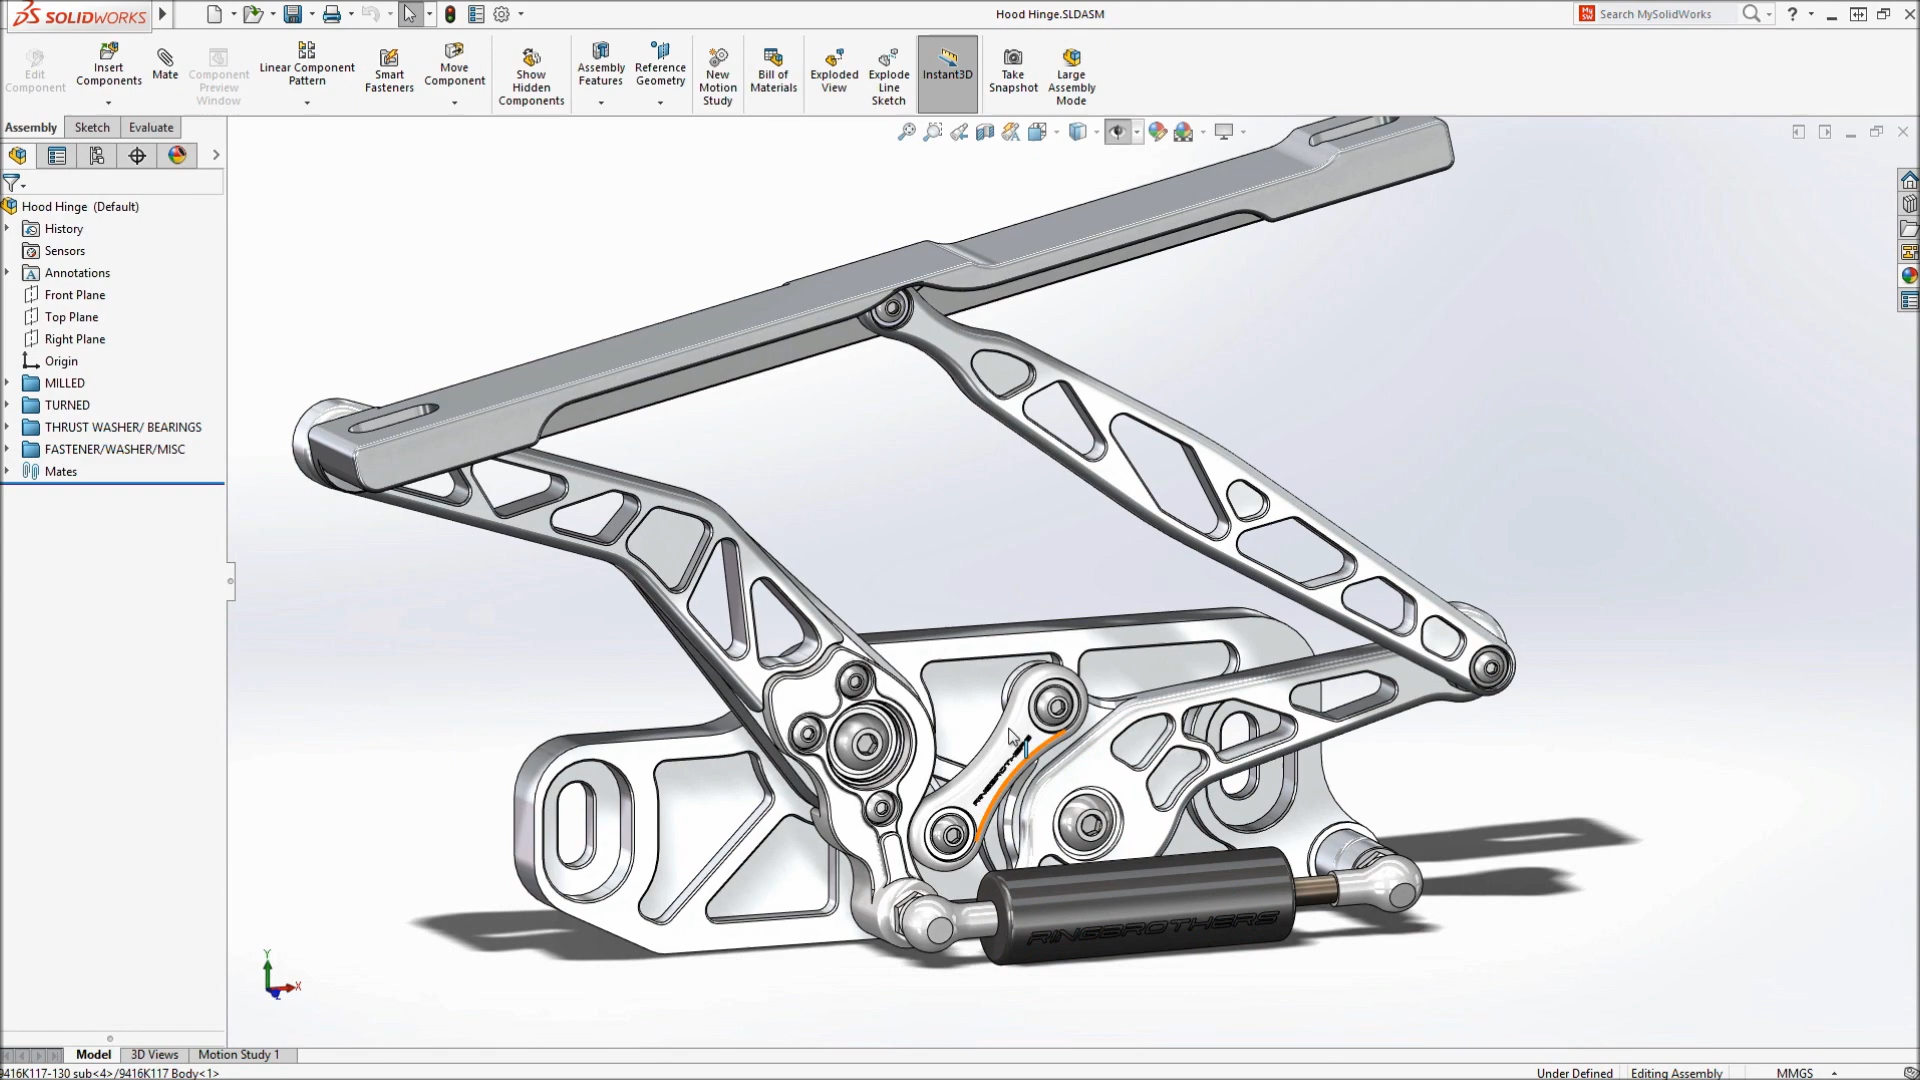 SOLIDWORKS
Hood Hinge.SLDASM
Search MySolidWorks
?
Edit Component
Insert Components
Mate
Component Preview Window
Linear Component Pattern
Smart Fasteners
Move Component
Show Hidden Components
Assembly Features
Reference Geometry
New Motion Study
Bill of Materials
Exploded View
Explode Line Sketch
Instant3D
Take Snapshot
Large Assembly Mode
Assembly
Sketch
Evaluate
Hood Hinge (Default)
History
Sensors
Annotations
Front Plane
Top Plane
Right Plane
Origin
MILLED
TURNED
THRUST WASHER/ BEARINGS
FASTENER/WASHER/MISC
Mates
RINGBROTHERS
RINGBROTHERS
Y
X
Model
3D Views
Motion Study 1
9416K117-130 sub<4>/9416K117 Body<1>
Under Defined
Editing Assembly
MMGS